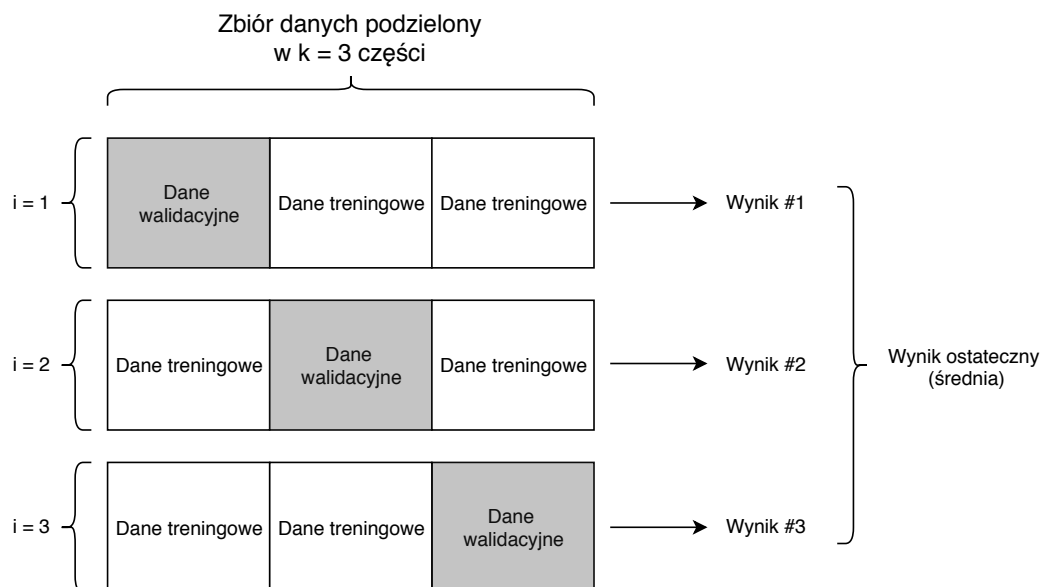 Zbiór danych podzielony
w k = 3 części
i = 1
Dane
walidacyjne
Dane treningowe
Dane treningowe
Wynik #1
i = 2
Dane treningowe
Dane
walidacyjne
Dane treningowe
Wynik #2
Wynik ostateczny
(średnia)
i = 3
Dane treningowe
Dane treningowe
Dane
walidacyjne
Wynik #3